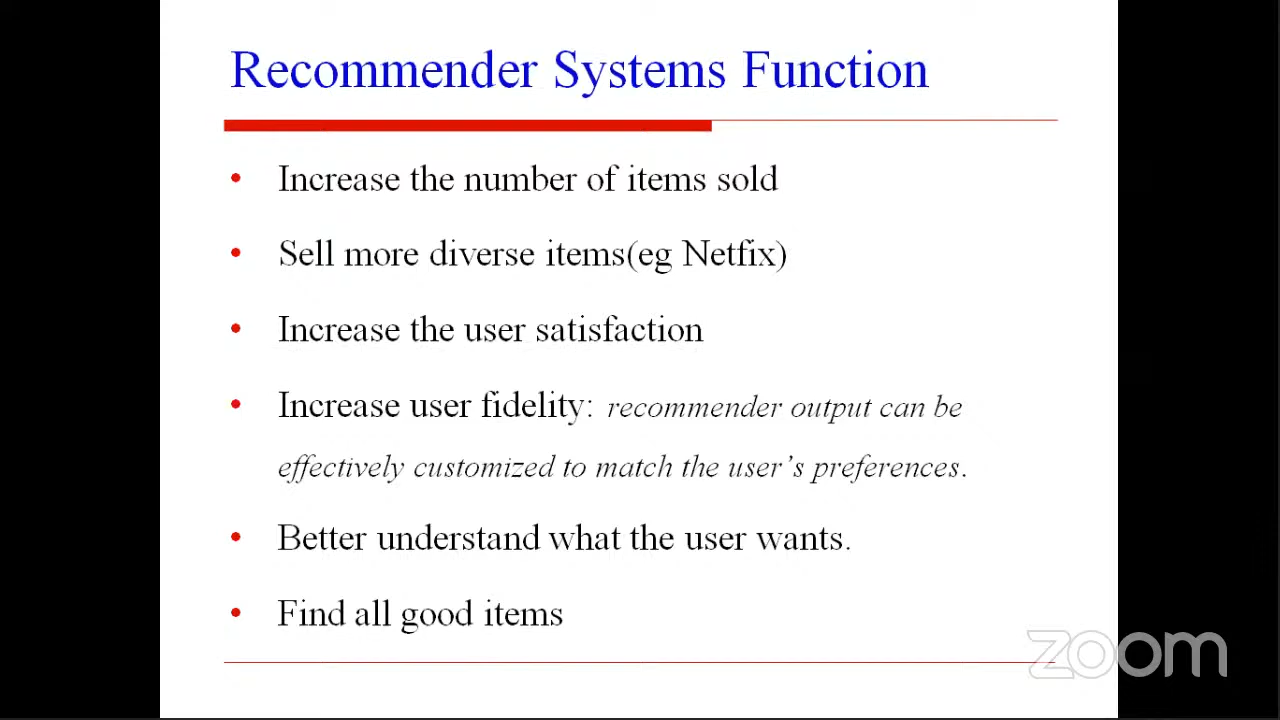 Recommender Systems Function
• Increase the number of items sold
• Sell more diverse items(eg Netfix)
• Increase the user satisfaction
• Increase user fidelity: recommender output can be
effectively customized to match the user’s preferences.
• Better understand what the user wants.
• Find all good items
zoom